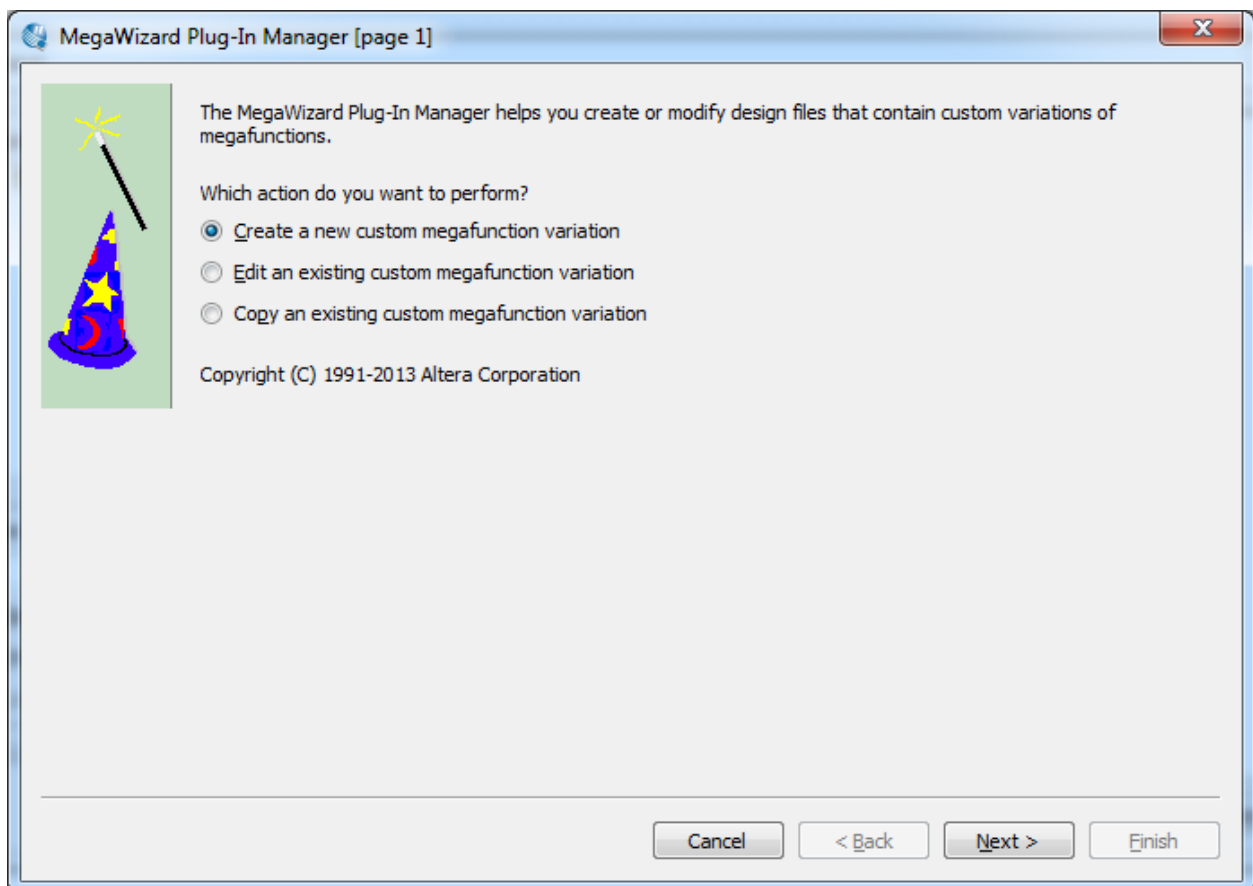 MegaWizard Plug-In Manager [page 1]
The MegaWizard Plug-In Manager helps you create or modify design files that contain custom variations of
megafunctions.
Which action do you want to perform?
Create a new custom megafunction variation
Edit an existing custom megafunction variation
Copy an existing custom megafunction variation
Copyright (C) 1991-2013 Altera Corporation
Cancel
< Back
Next >
Finish